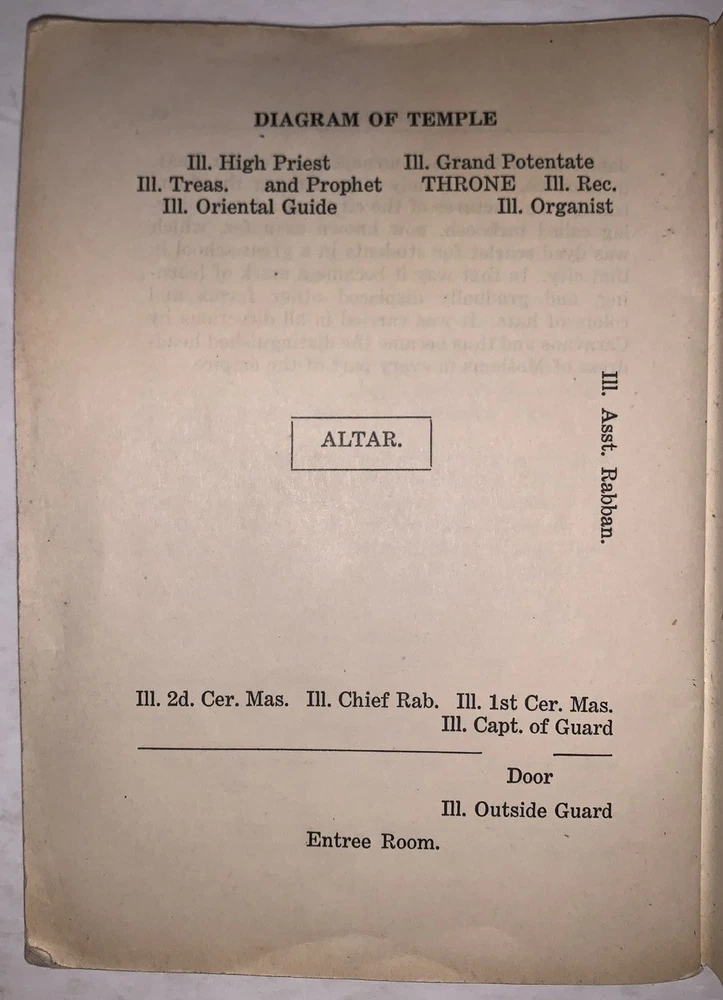 DIAGRAM OF TEMPLE
Ill. High Priest Ill. Grand Potentate
Ill. Treas. and Prophet THRONE Ill. Rec.
Ill. Oriental Guide Ill. Organist
ALTAR.
Ill. Asst. Rabban.
Ill. 2d. Cer. Mas. Ill. Chief Rab. Ill. 1st Cer. Mas.
Ill. Capt. of Guard
Door
Ill. Outside Guard
Entree Room.